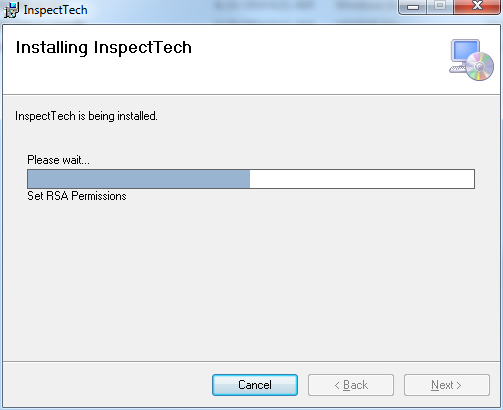 InspectTech
Installing InspectTech
InspectTech is being installed.
Please wait...
Set RSA Permissions
Cancel
< Back
Next >